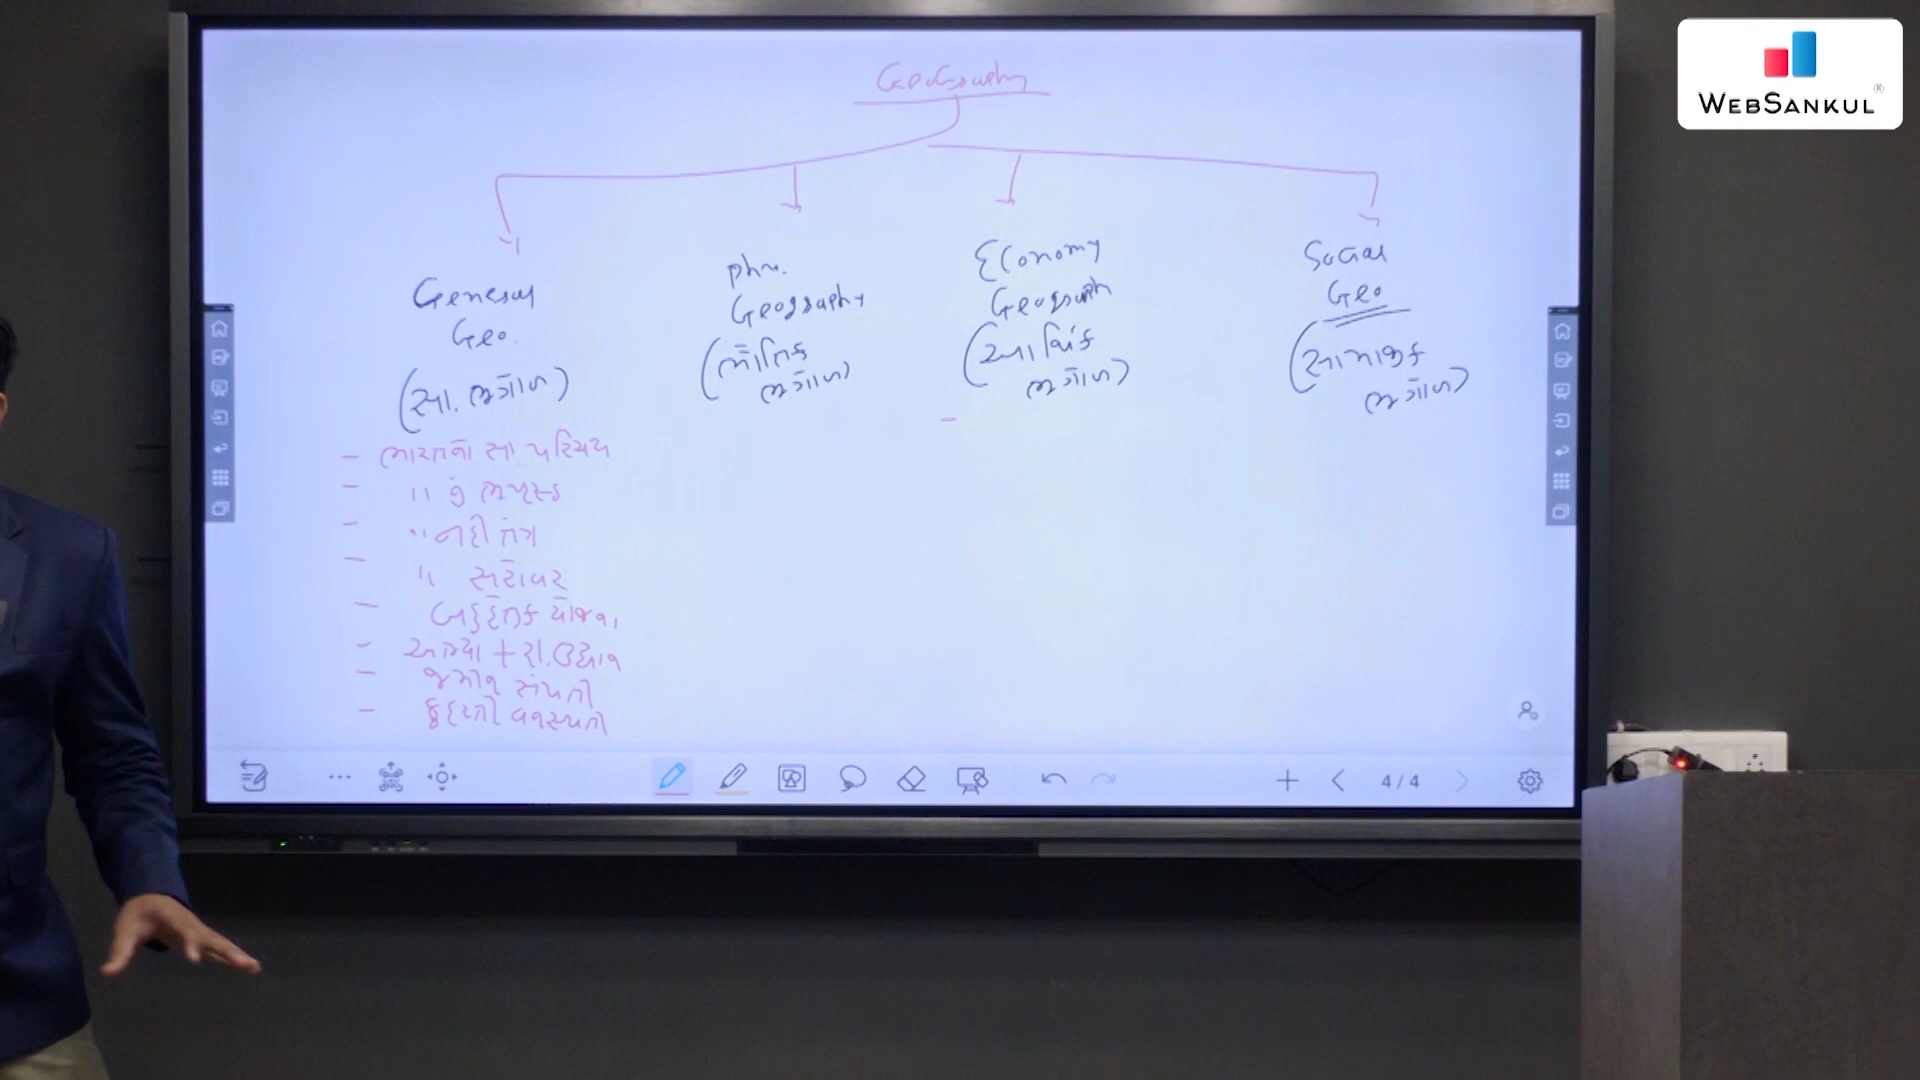 WEBSANKUL
Geography
General
Geo.
(સા. ભૂગોળ)
- ભારતનો સા. પરિચય
- " નું ભૂપૃષ્ઠ
- " નદી તંત્ર
- " સરોવર
- બહુહેતુક યોજના
- અભ્યા + રા. ઉદ્યાન
- જમીન સંપતી
- કુદરતી વનસ્પતી
phy.
Geography
(ભૌતિક
ભૂગોળ)
Economy
Geography
(આર્થિક
ભૂગોળ)
-
Social
Geo
(સામાજીક
ભૂગોળ)
4/4